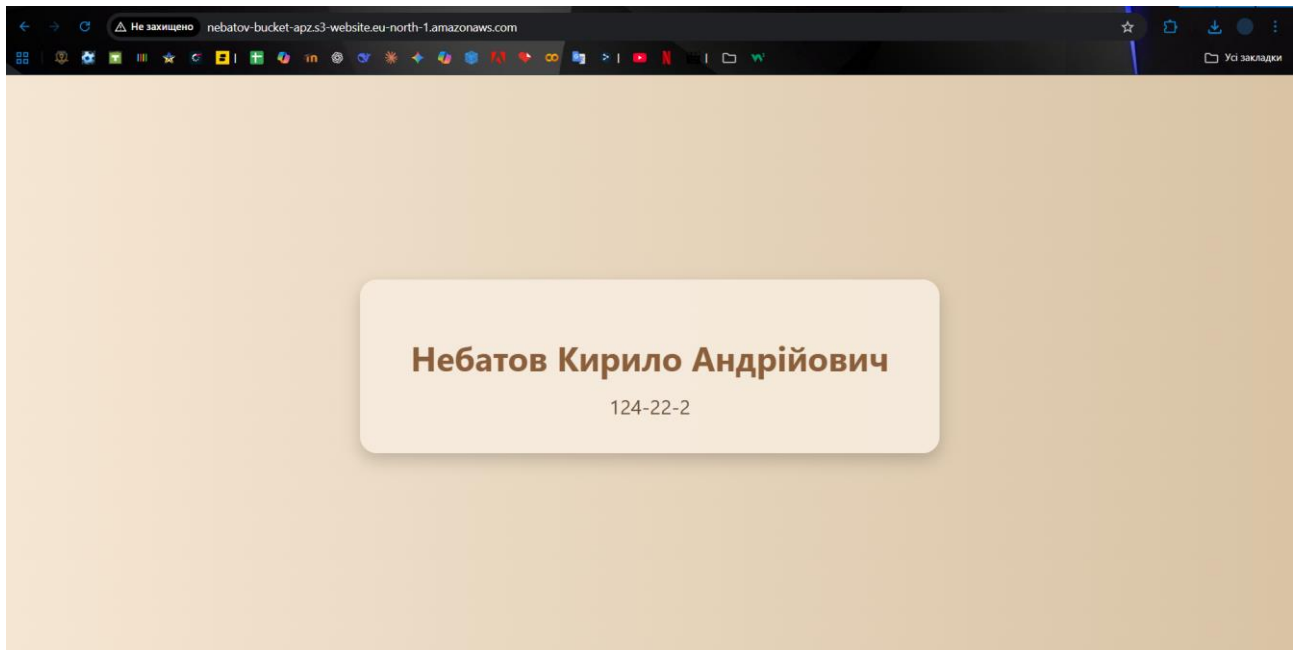 Не захищено nebatov-bucket-apz.s3-website.eu-north-1.amazonaws.com
Усі закладки
Небатов Кирило Андрійович
124-22-2